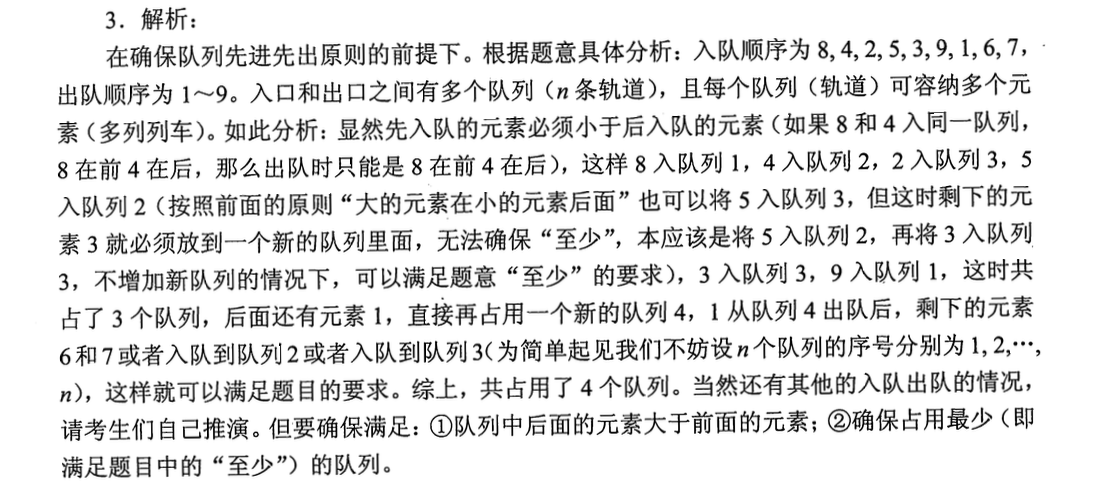 3．解析：
在确保队列先进先出原则的前提下。根据题意具体分析：入队顺序为 8, 4, 2, 5, 3, 9, 1, 6, 7，
出队顺序为 1～9。入口和出口之间有多个队列（n 条轨道），且每个队列（轨道）可容纳多个元
素（多列列车）。如此分析：显然先入队的元素必须小于后入队的元素（如果 8 和 4 入同一队列，
8 在前 4 在后，那么出队时只能是 8 在前 4 在后），这样 8 入队列 1，4 入队列 2，2 入队列 3，5
入队列 2（按照前面的原则“大的元素在小的元素后面”也可以将 5 入队列 3，但这时剩下的元
素 3 就必须放到一个新的队列里面，无法确保“至少”，本应该是将 5 入队列 2，再将 3 入队列
3，不增加新队列的情况下，可以满足题意“至少”的要求），3 入队列 3，9 入队列 1，这时共
占了 3 个队列，后面还有元素 1，直接再占用一个新的队列 4，1 从队列 4 出队后，剩下的元素
6 和 7 或者入队到队列 2 或者入队到队列 3（为简单起见我们不妨设 n 个队列的序号分别为 1, 2,…,
n），这样就可以满足题目的要求。综上，共占用了 4 个队列。当然还有其他的入队出队的情况，
请考生们自己推演。但要确保满足：①队列中后面的元素大于前面的元素；②确保占用最少（即
满足题目中的“至少”）的队列。